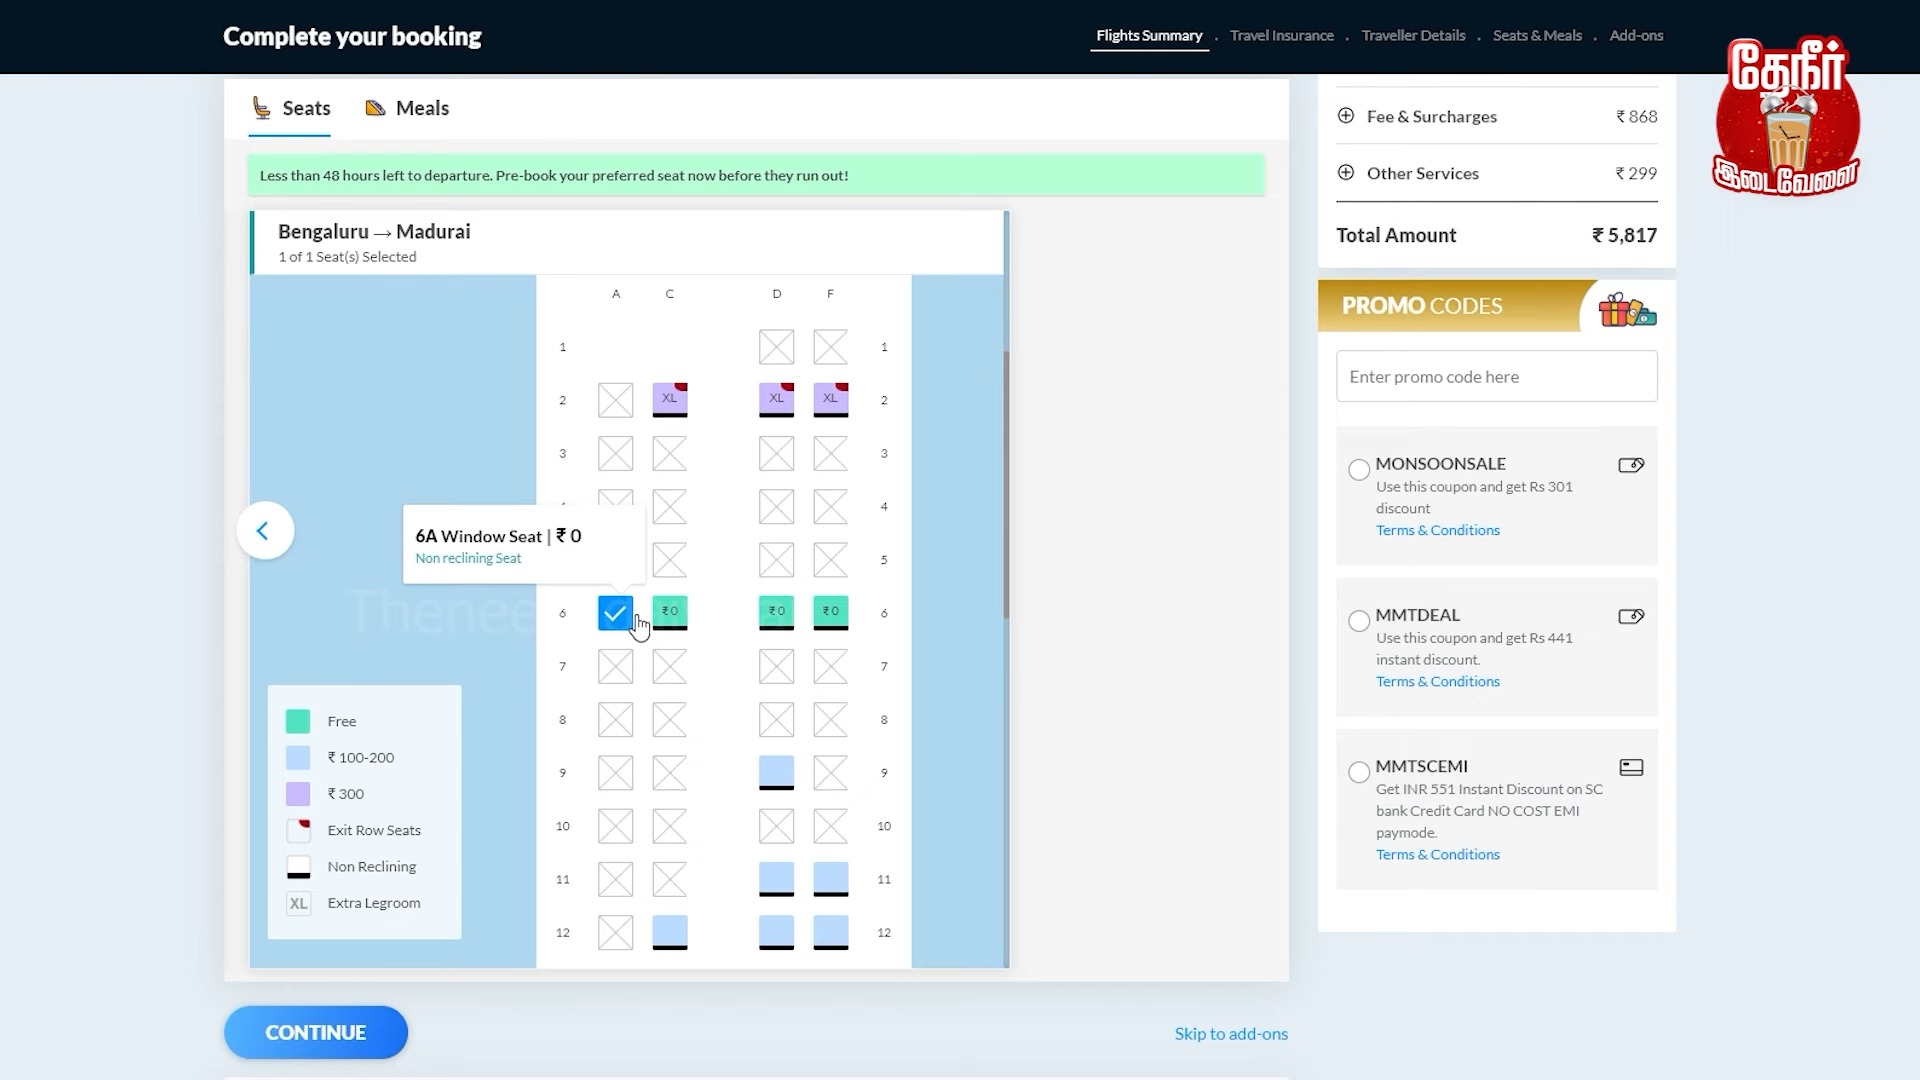 Complete your booking
Flights Summary . Travel Insurance . Traveller Details . Seats & Meals . Add-ons
தேநீர்
இடைவேளை
Seats
Meals
Less than 48 hours left to departure. Pre-book your preferred seat now before they run out!
Bengaluru → Madurai
1 of 1 Seat(s) Selected
A C D F
1 1
2 XL XL XL 2
3 3
4
6A Window Seat | ₹ 0
Non reclining Seat
5
6 ₹ 0 ₹ 0 ₹ 0 6
7 7
8 8
9 9
10 10
11 11
12 12
Free
₹ 100-200
₹ 300
Exit Row Seats
Non Reclining
XL Extra Legroom
CONTINUE
Skip to add-ons
Fee & Surcharges ₹ 868
Other Services ₹ 299
Total Amount ₹ 5,817
PROMO CODES
Enter promo code here
MONSOONSALE
Use this coupon and get Rs 301
discount
Terms & Conditions
MMTDEAL
Use this coupon and get Rs 441
instant discount.
Terms & Conditions
MMTSCEMI
Get INR 551 Instant Discount on SC
bank Credit Card NO COST EMI
paymode.
Terms & Conditions